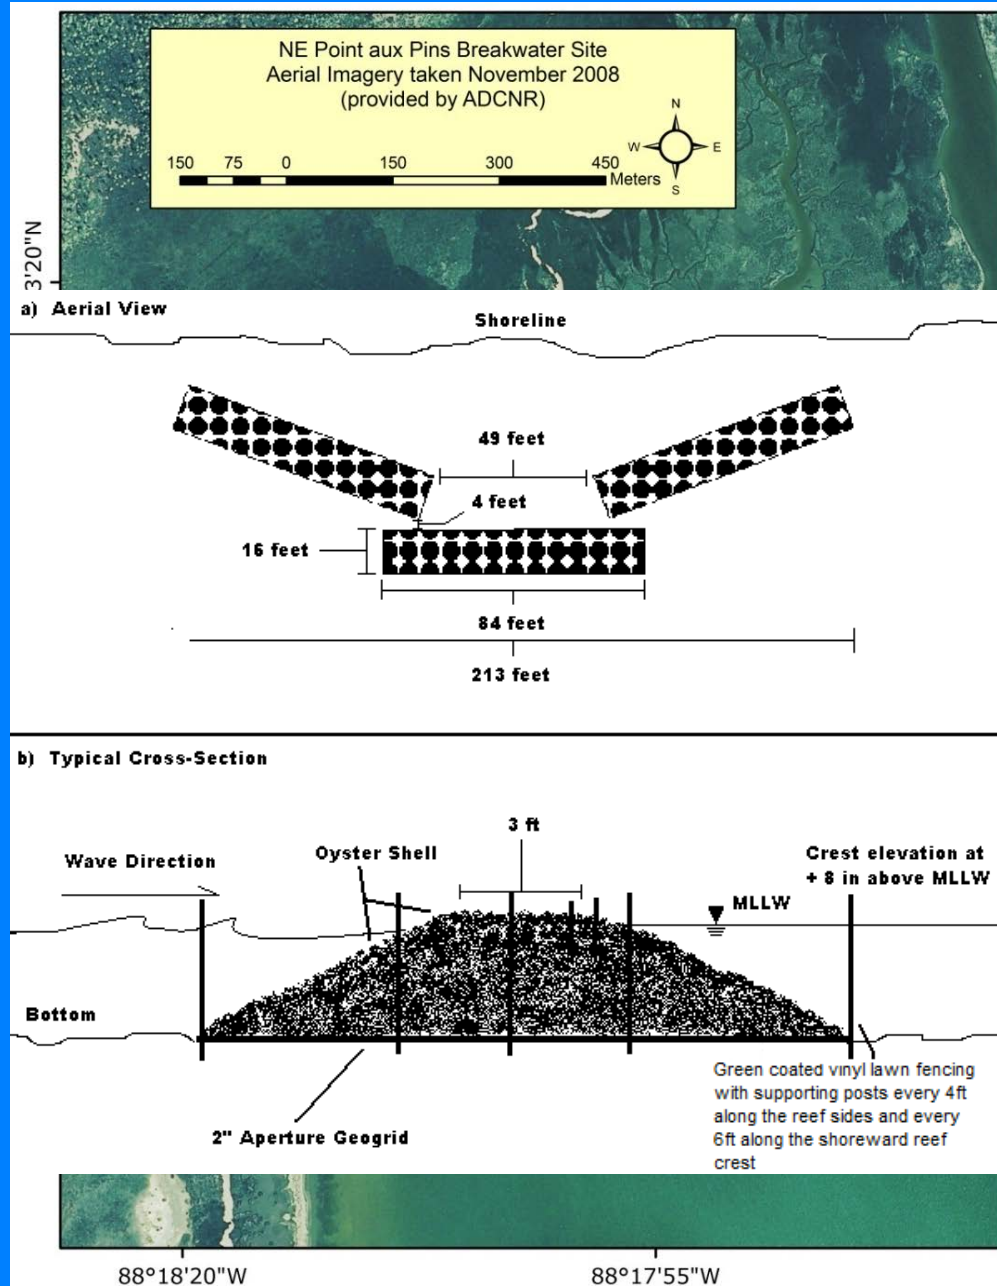 NE Point aux Pins Breakwater Site
Aerial Imagery taken November 2008
(provided by ADCNR)
N
W E
S
150 75 0 150 300 450
Meters
3'20"N
a) Aerial View
Shoreline
49 feet
4 feet
16 feet
84 feet
213 feet
b) Typical Cross-Section
3 ft
Oyster Shell
Wave Direction
Crest elevation at
+ 8 in above MLLW
MLLW
Bottom
Green coated vinyl lawn fencing
with supporting posts every 4ft
along the reef sides and every
6ft along the shoreward reef
crest
2" Aperture Geogrid
88°18'20"W 88°17'55"W